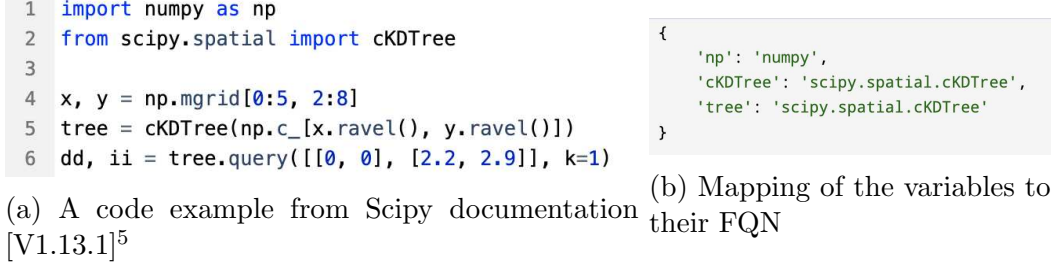 1 import numpy as np
2 from scipy.spatial import cKDTree
3
4 x, y = np.mgrid[0:5, 2:8]
5 tree = cKDTree(np.c_[x.ravel(), y.ravel()])
6 dd, ii = tree.query([[0, 0], [2.2, 2.9]], k=1)
(a) A code example from Scipy documentation
[V1.13.1]⁵
{
'np': 'numpy',
'cKDTree': 'scipy.spatial.cKDTree',
'tree': 'scipy.spatial.cKDTree'
}
(b) Mapping of the variables to
their FQN